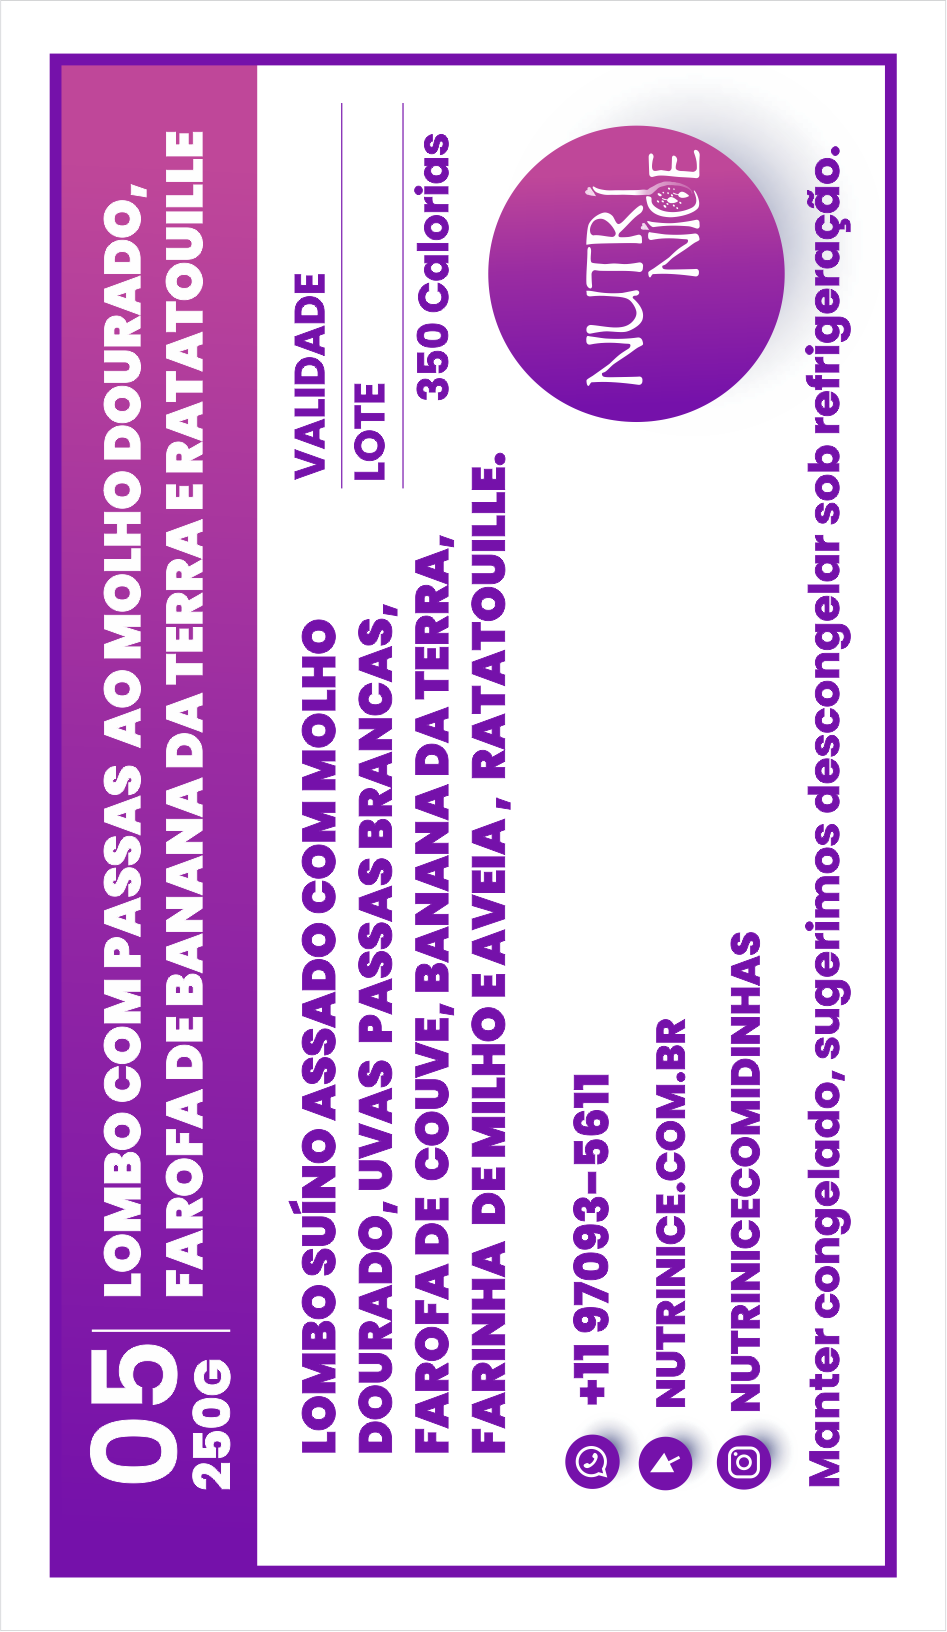 05
250G
LOMBO COM PASSAS AO MOLHO DOURADO,
FAROFA DE BANANA DA TERRA E RATATOUILLE
LOMBO SUÍNO ASSADO COM MOLHO
DOURADO, UVAS PASSAS BRANCAS,
FAROFA DE COUVE, BANANA DA TERRA,
FARINHA DE MILHO E AVEIA , RATATOUILLE.
VALIDADE
LOTE
350 Calorias
NUTRI
NICE
+11 97093-5611
NUTRINICE.COM.BR
NUTRINICECOMIDINHAS
Manter congelado, sugerimos descongelar sob refrigeração.